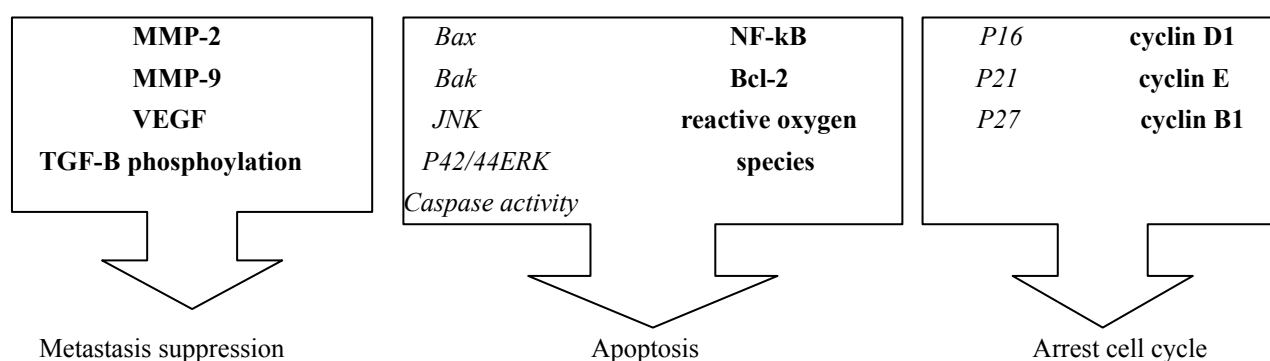 MMP-2
MMP-9
VEGF
TGF-B phosphoylation
Metastasis suppression
Bax
Bak
JNK
P42/44ERK
Caspase activity
NF-kB
Bcl-2
reactive oxygen
species
Apoptosis
P16
P21
P27
cyclin D1
cyclin E
cyclin B1
Arrest cell cycle